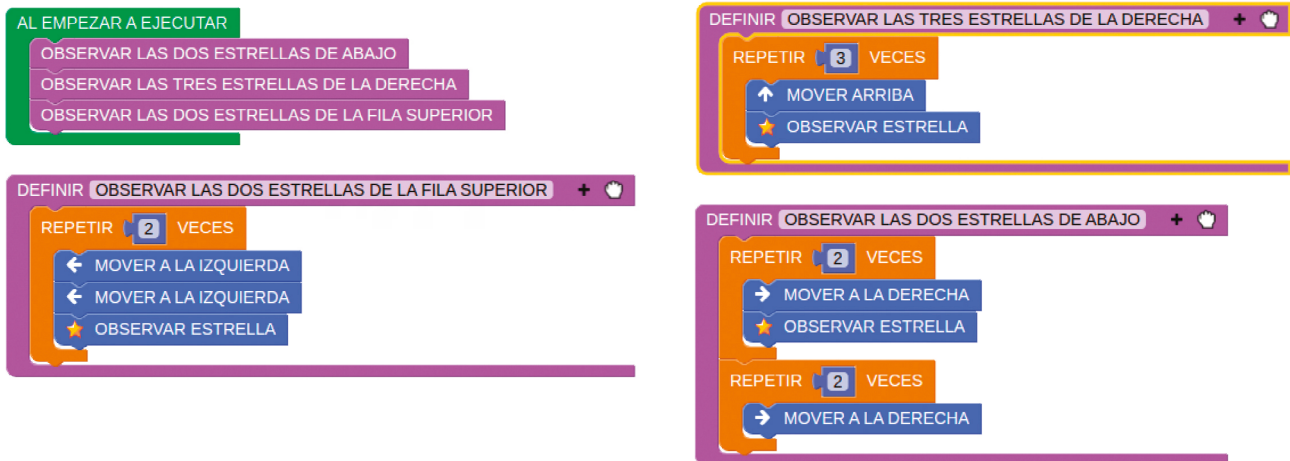 AL EMPEZAR A EJECUTAR
OBSERVAR LAS DOS ESTRELLAS DE ABAJO
OBSERVAR LAS TRES ESTRELLAS DE LA DERECHA
OBSERVAR LAS DOS ESTRELLAS DE LA FILA SUPERIOR
DEFINIR OBSERVAR LAS DOS ESTRELLAS DE LA FILA SUPERIOR +
REPETIR 2 VECES
MOVER A LA IZQUIERDA
MOVER A LA IZQUIERDA
OBSERVAR ESTRELLA
DEFINIR OBSERVAR LAS TRES ESTRELLAS DE LA DERECHA +
REPETIR 3 VECES
MOVER ARRIBA
OBSERVAR ESTRELLA
DEFINIR OBSERVAR LAS DOS ESTRELLAS DE ABAJO +
REPETIR 2 VECES
MOVER A LA DERECHA
OBSERVAR ESTRELLA
REPETIR 2 VECES
MOVER A LA DERECHA